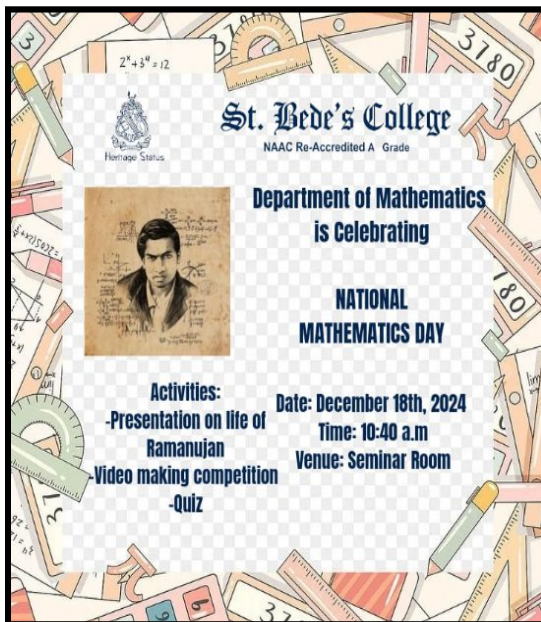 3
2ˣ+3⁴=12
3780
Heritage Status
St. Bede's College
NAAC Re-Accredited A Grade
Department of Mathematics
is Celebrating
NATIONAL
MATHEMATICS DAY
180
Activities:
-Presentation on life of
Ramanujan
-Video making competition
-Quiz
Date: December 18th, 2024
Time: 10:40 a.m
Venue: Seminar Room